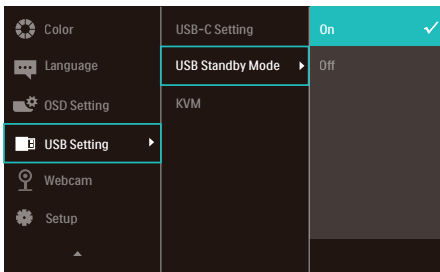 Color
Language
OSD Setting
USB Setting
Webcam
Setup
USB-C Setting
USB Standby Mode
KVM
On
Off